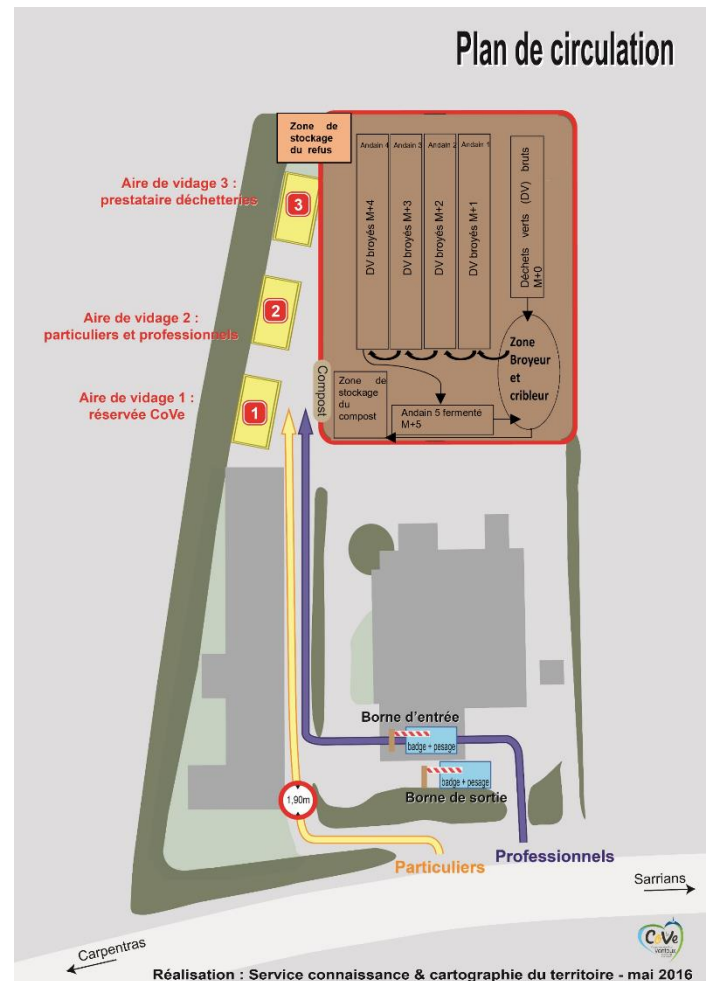 Plan de circulation
Zone de
stockage
du refus
Andain 4
Andain 3
Andain 2
Andain 1
DV broyés M+4
DV broyés M+3
DV broyés M+2
DV broyés M+1
Déchets verts (DV) bruts
M+0
Aire de vidage 3 :
prestataire déchetteries
3
Aire de vidage 2 :
particuliers et professionnels
2
Aire de vidage 1 :
réservée CoVe
1
Zone
Broyeur
et
cribleur
Compost
Zone de
stockage
du
compost
Andain 5 fermenté
M+5
Borne d'entrée
badge + pesage
badge + pesage
Borne de sortie
1,90m
Particuliers
Professionnels
Sarrians
Carpentras
CoVe
Réalisation : Service connaissance & cartographie du territoire - mai 2016